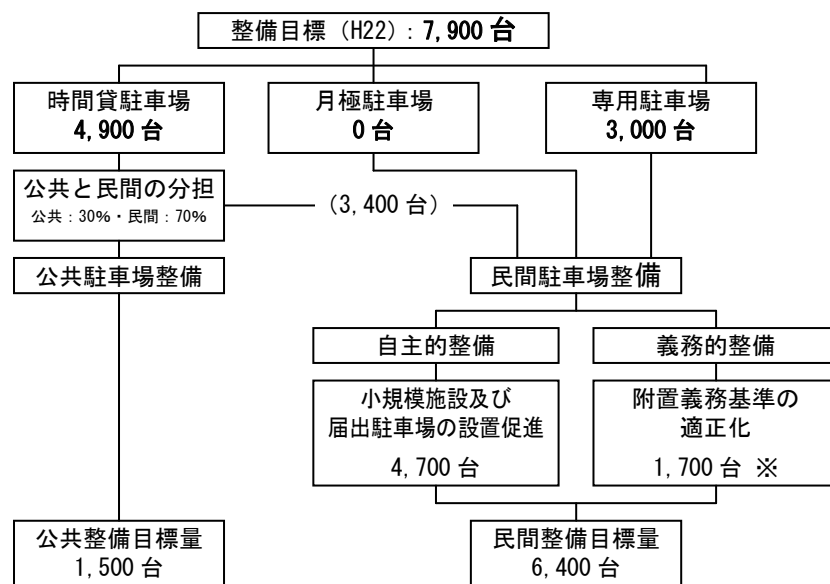 整備目標（H22）: 7,900 台
時間貸駐車場
4,900 台
月極駐車場
0 台
専用駐車場
3,000 台
公共と民間の分担
公共：30%・民間：70%
（3,400 台）
公共駐車場整備
民間駐車場整備
自主的整備
義務的整備
小規模施設及び
届出駐車場の設置促進
4,700 台
附置義務基準の
適正化
1,700 台 ※
公共整備目標量
1,500 台
民間整備目標量
6,400 台